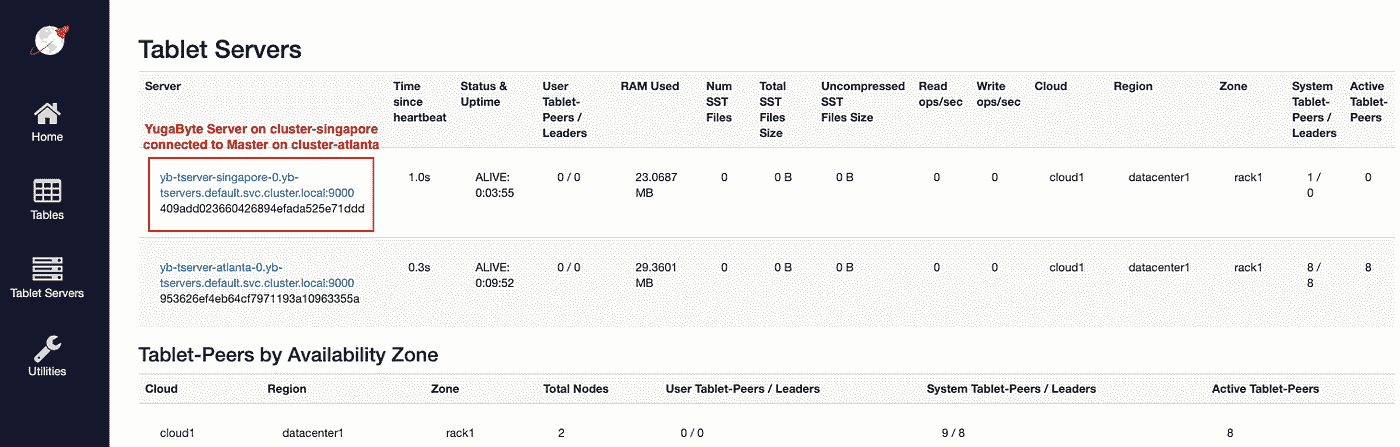 Home
Tables
Tablet Servers
Utilities
Tablet Servers
Server
Time since heartbeat
Status & Uptime
User Tablet-Peers / Leaders
RAM Used
Num SST Files
Total SST Files Size
Uncompressed SST Files Size
Read ops/sec
Write ops/sec
Cloud
Region
Zone
System Tablet-Peers / Leaders
Active Tablet-Peers
YugaByte Server on cluster-singapore
connected to Master on cluster-atlanta
yb-tserver-singapore-0.yb-
tservers.default.svc.cluster.local:9000
409add023660426894efada525e71ddd
1.0s
ALIVE:
0:03:55
0 / 0
23.0687
MB
0
0 B
0 B
0
0
cloud1
datacenter1
rack1
1 /
0
0
yb-tserver-atlanta-0.yb-
tservers.default.svc.cluster.local:9000
953626ef4eb64cf7971193a10963355a
0.3s
ALIVE:
0:09:52
0 / 0
29.3601
MB
0
0 B
0 B
0
0
cloud1
datacenter1
rack1
8 /
8
8
Tablet-Peers by Availability Zone
Cloud Region Zone Total Nodes User Tablet-Peers / Leaders System Tablet-Peers / Leaders Active Tablet-Peers
cloud1 datacenter1 rack1 2 0 / 0 9 / 8 8